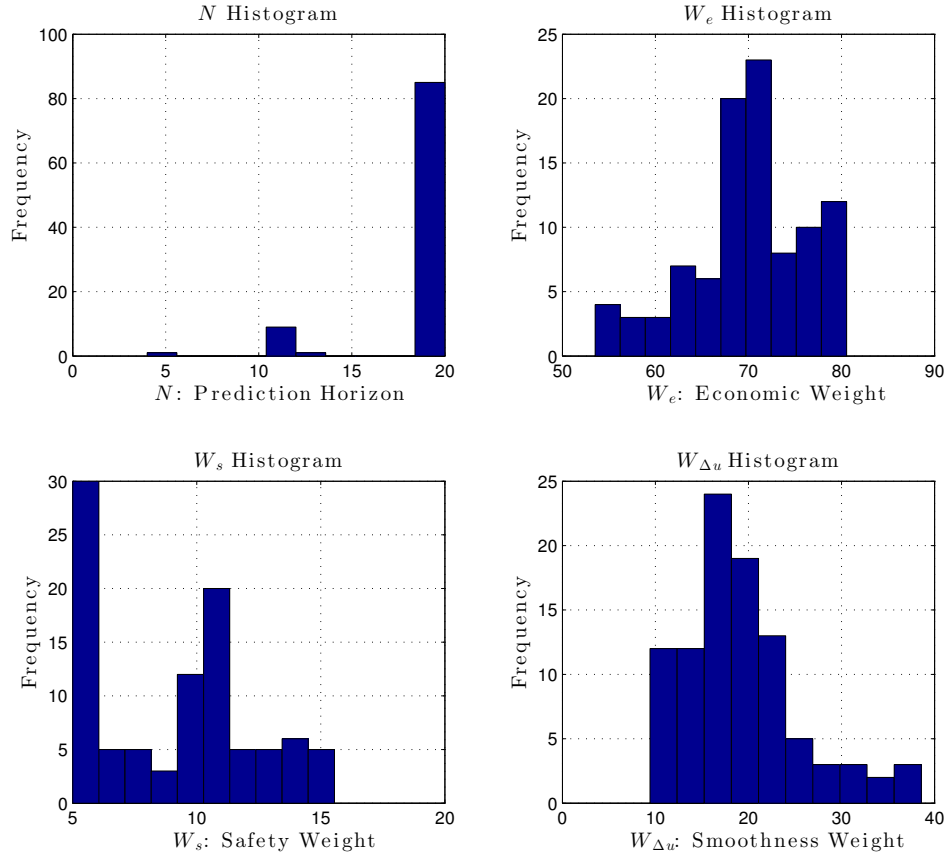 N Histogram
100
80
60
40
20
0
Frequency
0 5 10 15 20
N: Prediction Horizon
W_e Histogram
25
20
15
10
5
0
Frequency
50 60 70 80 90
W_e: Economic Weight
W_s Histogram
30
25
20
15
10
5
0
Frequency
5 10 15 20
W_s: Safety Weight
W_Δu Histogram
25
20
15
10
5
0
Frequency
0 10 20 30 40
W_Δu: Smoothness Weight